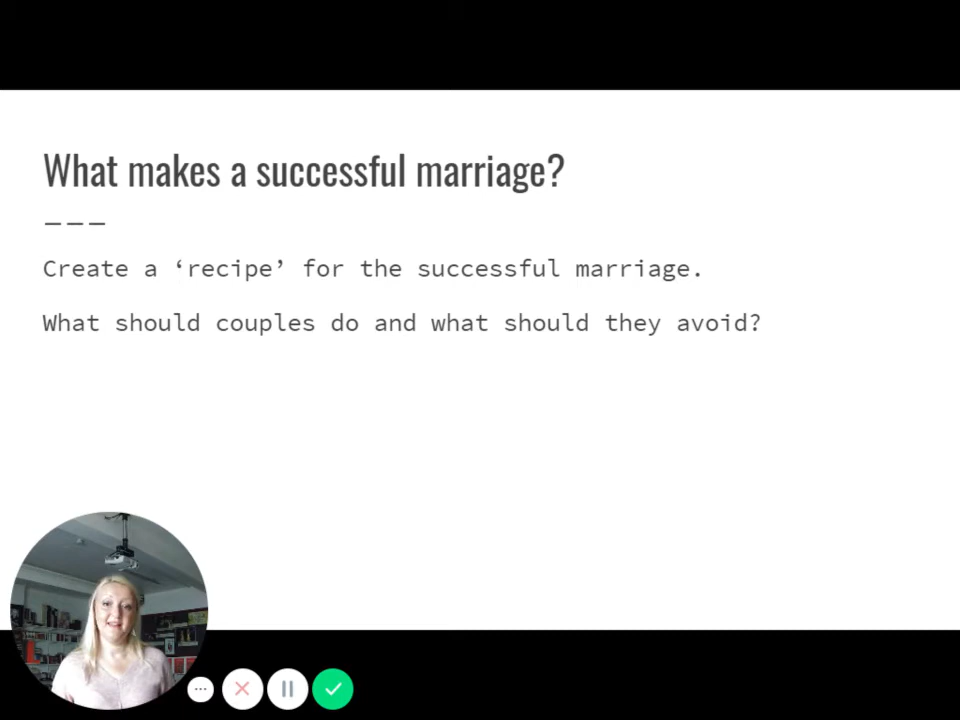 What makes a successful marriage?
Create a ‘recipe’ for the successful marriage.
What should couples do and what should they avoid?